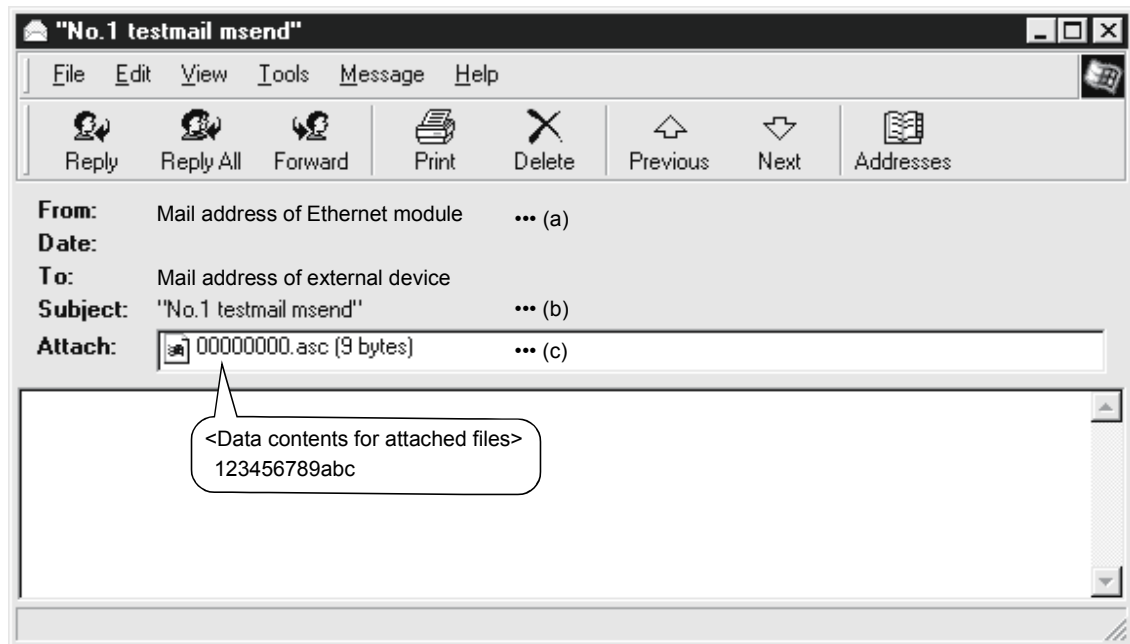 "No.1 testmail msend"
File Edit View Tools Message Help
Reply Reply All Forward Print Delete Previous Next Addresses
From: Mail address of Ethernet module ••• (a)
Date:
To: Mail address of external device
Subject: "No.1 testmail msend" ••• (b)
Attach: 00000000.asc (9 bytes) ••• (c)
<Data contents for attached files>
123456789abc